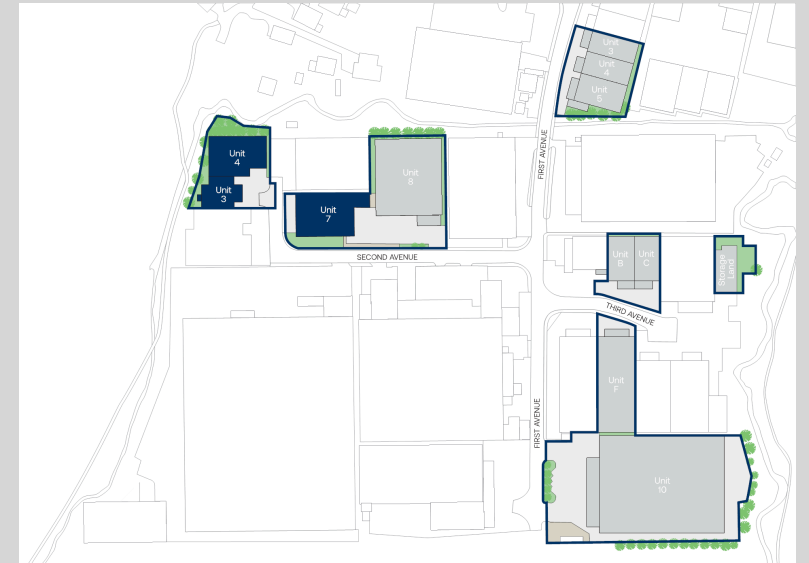 Unit
3
Unit
4
Unit
5
FIRST AVENUE
Unit
4
Unit
3
Unit
8
Unit
7
SECOND AVENUE
Unit
B
Unit
C
Storage
Land
THIRD AVENUE
Unit
F
FIRST AVENUE
Unit
10